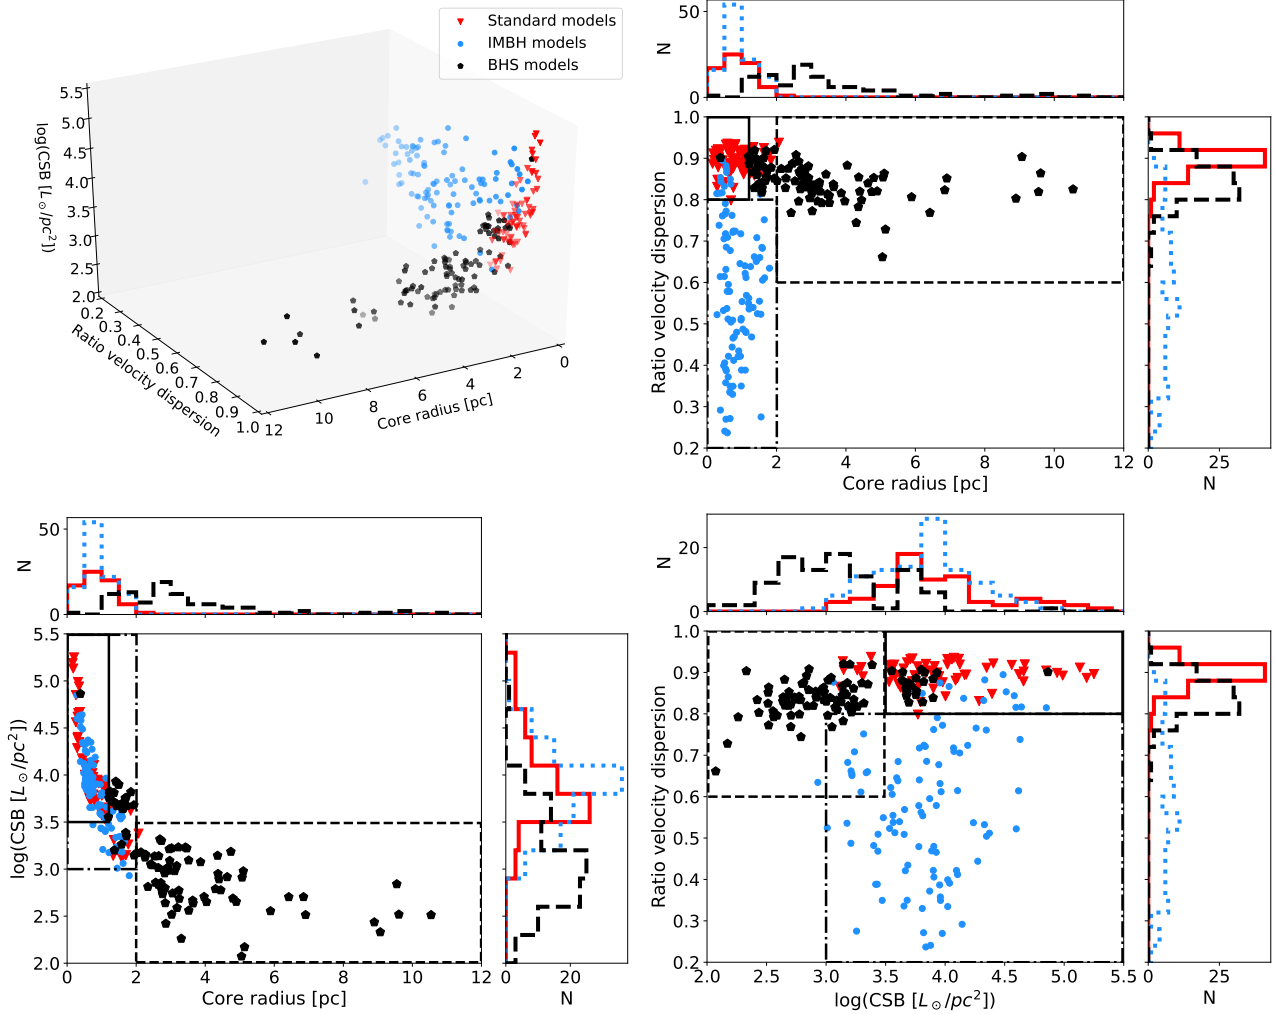 Standard models
IMBH models
BHS models
5.5
5.0
4.5
4.0
3.5
3.0
2.5
2.0
log(CSB [L⊙/pc²])
0.2
0.3
0.4
0.5
0.6
0.7
0.8
0.9
1.0
Ratio velocity dispersion
12
10
8
6
4
2
0
Core radius [pc]
50
0
N
1.0
0.9
0.8
0.7
0.6
0.5
0.4
0.3
0.2
Ratio velocity dispersion
0 2 4 6 8 10 12
Core radius [pc]
0 25
N
50
0
N
5.5
5.0
4.5
4.0
3.5
3.0
2.5
2.0
log(CSB [L⊙/pc²])
0 2 4 6 8 10 12
Core radius [pc]
0 20
N
20
0
N
1.0
0.9
0.8
0.7
0.6
0.5
0.4
0.3
0.2
Ratio velocity dispersion
2.0 2.5 3.0 3.5 4.0 4.5 5.0 5.5
log(CSB [L⊙/pc²])
0 25
N